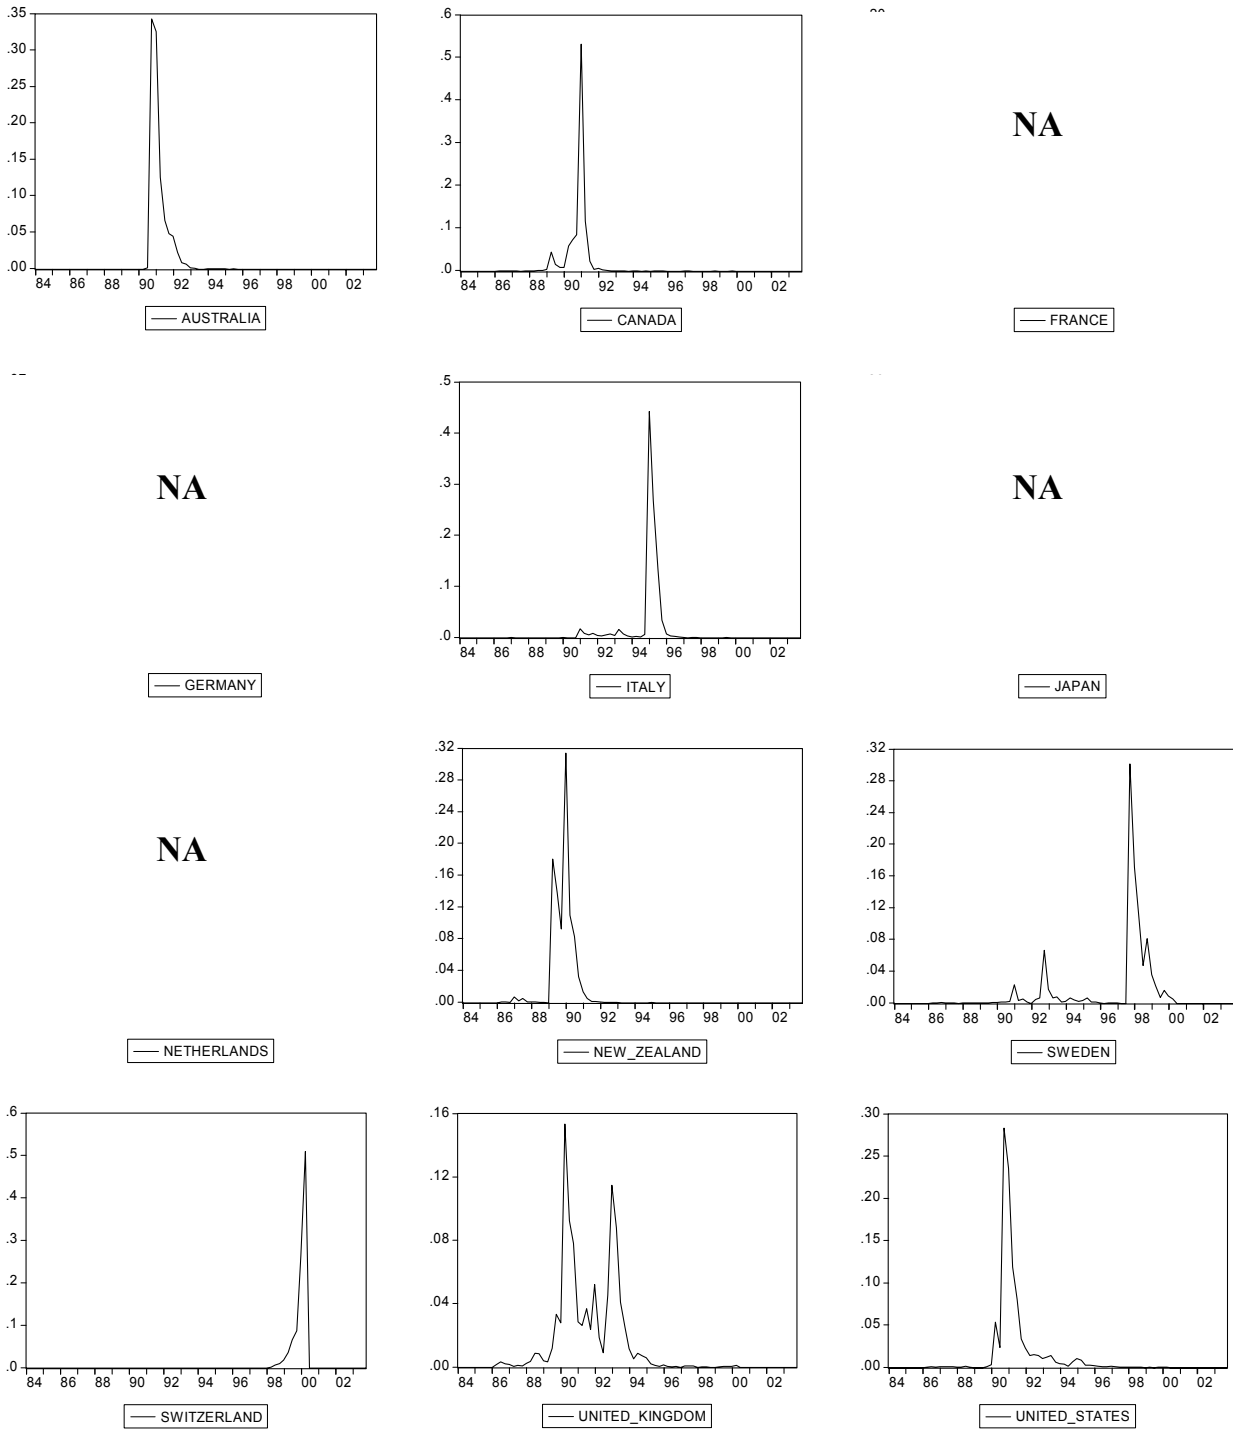 .35
.30
.25
.20
.15
.10
.05
.00
84 86 88 90 92 94 96 98 00 02
AUSTRALIA
.6
.5
.4
.3
.2
.1
.0
84 86 88 90 92 94 96 98 00 02
CANADA
NA
FRANCE
NA
GERMANY
.5
.4
.3
.2
.1
.0
84 86 88 90 92 94 96 98 00 02
ITALY
NA
JAPAN
NA
NETHERLANDS
.32
.28
.24
.20
.16
.12
.08
.04
.00
84 86 88 90 92 94 96 98 00 02
NEW_ZEALAND
.32
.28
.24
.20
.16
.12
.08
.04
.00
84 86 88 90 92 94 96 98 00 02
SWEDEN
.6
.5
.4
.3
.2
.1
.0
84 86 88 90 92 94 96 98 00 02
SWITZERLAND
.16
.12
.08
.04
.00
84 86 88 90 92 94 96 98 00 02
UNITED_KINGDOM
.30
.25
.20
.15
.10
.05
.00
84 86 88 90 92 94 96 98 00 02
UNITED_STATES